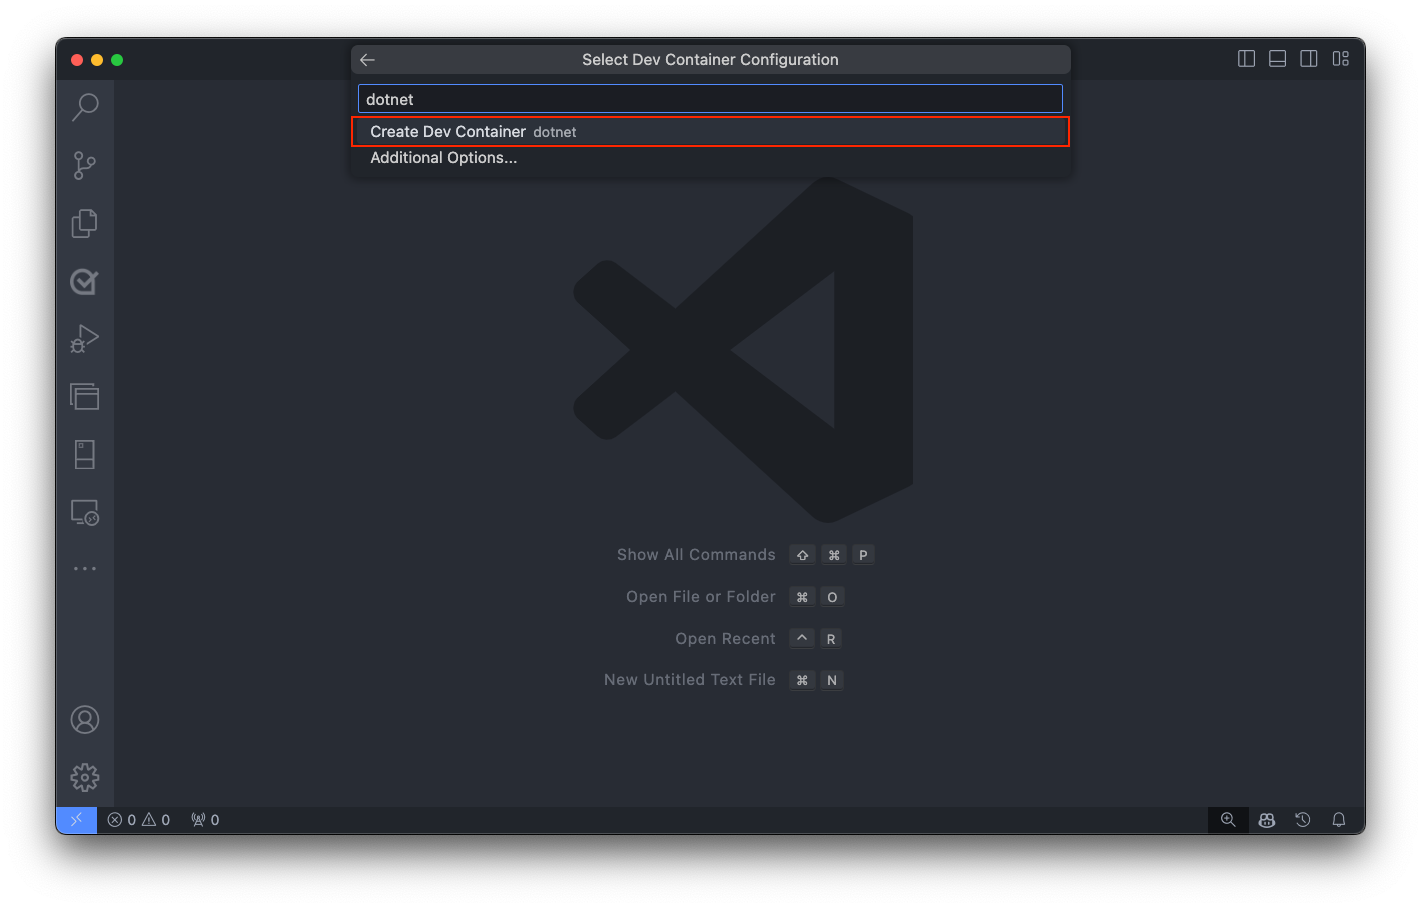 Select Dev Container Configuration
dotnet
Create Dev Container dotnet
Additional Options...
Show All Commands ⇧ ⌘ P
Open File or Folder ⌘ O
Open Recent ^ R
New Untitled Text File ⌘ N
0 0 0